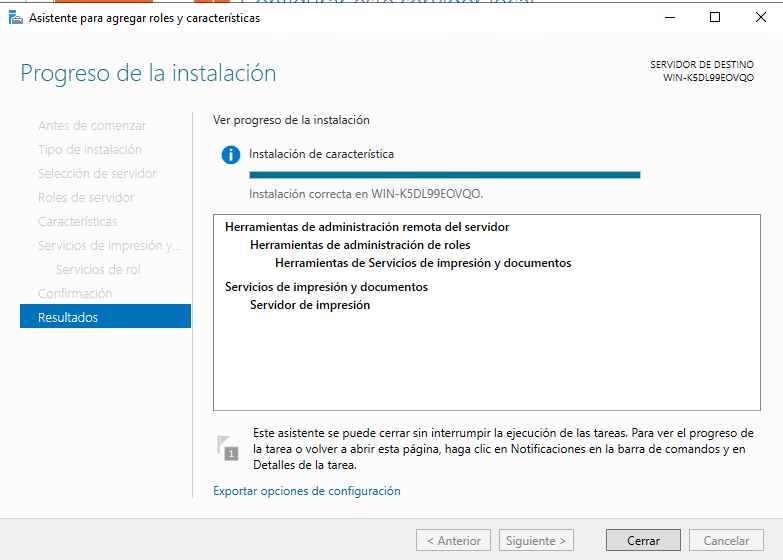 Configurar este servidor local
Asistente para agregar roles y características
Progreso de la instalación
SERVIDOR DE DESTINO
WIN-K5DL99EOVQO
Antes de comenzar
Tipo de instalación
Selección de servidor
Roles de servidor
Características
Servicios de impresión y...
Servicios de rol
Confirmación
Resultados
Ver progreso de la instalación
Instalación de característica
Instalación correcta en WIN-K5DL99EOVQO.
Herramientas de administración remota del servidor
Herramientas de administración de roles
Herramientas de Servicios de impresión y documentos
Servicios de impresión y documentos
Servidor de impresión
1
Este asistente se puede cerrar sin interrumpir la ejecución de las tareas. Para ver el progreso de
la tarea o volver a abrir esta página, haga clic en Notificaciones en la barra de comandos y en
Detalles de la tarea.
Exportar opciones de configuración
< Anterior
Siguiente >
Cerrar
Cancelar